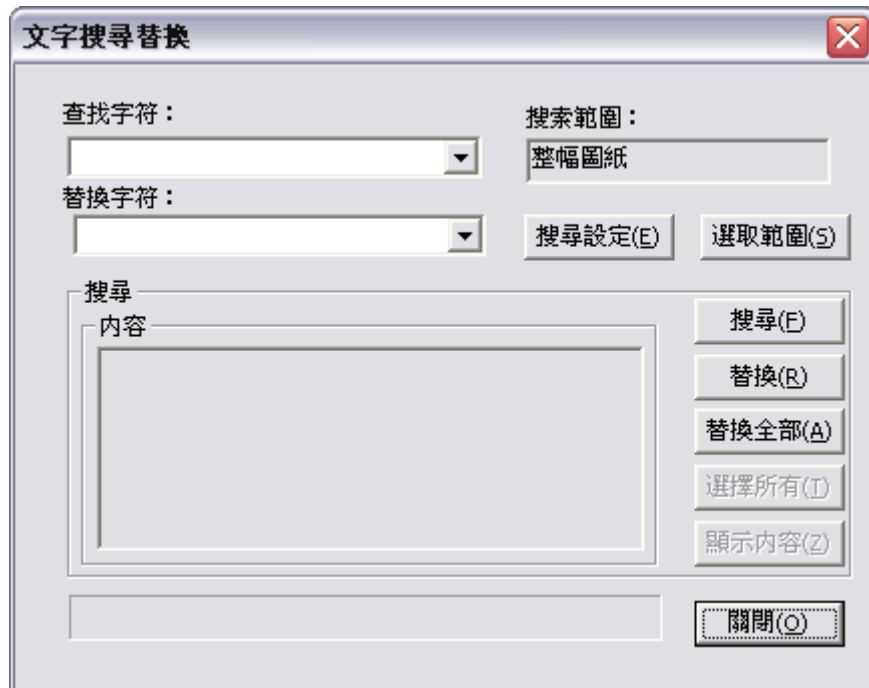 文字搜尋替換
查找字符：
搜索範圍：
整幅圖紙
替換字符：
搜尋設定(E)
選取範圍(S)
搜尋
内容
搜尋(F)
替換(R)
替換全部(A)
選擇所有(T)
顯示内容(Z)
關閉(O)